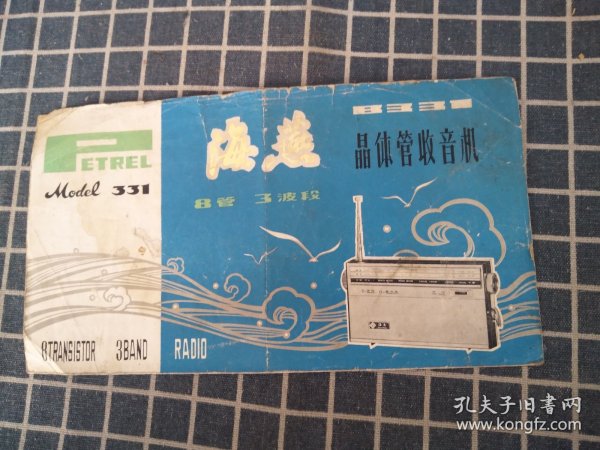 PETREL
Model 331
海燕
8管 3波段
B331
晶体管收音机
8TRANSISTOR 3BAND RADIO
孔夫子旧书网
www.kongfz.com